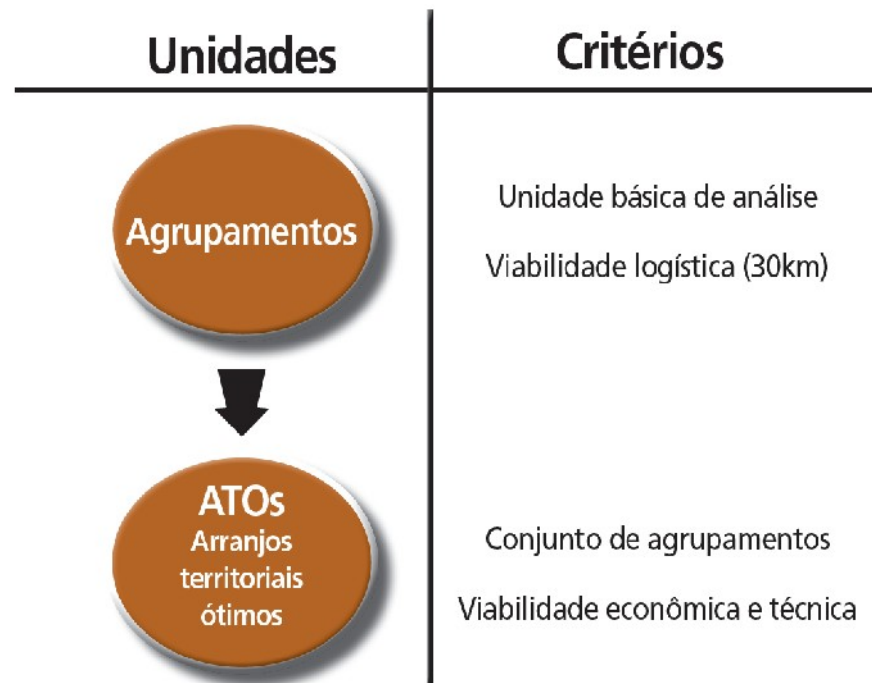 Unidades
Critérios
Agrupamentos
Unidade básica de análise
Viabilidade logística (30km)
ATOs
Arranjos
territoriais
ótimos
Conjunto de agrupamentos
Viabilidade econômica e técnica